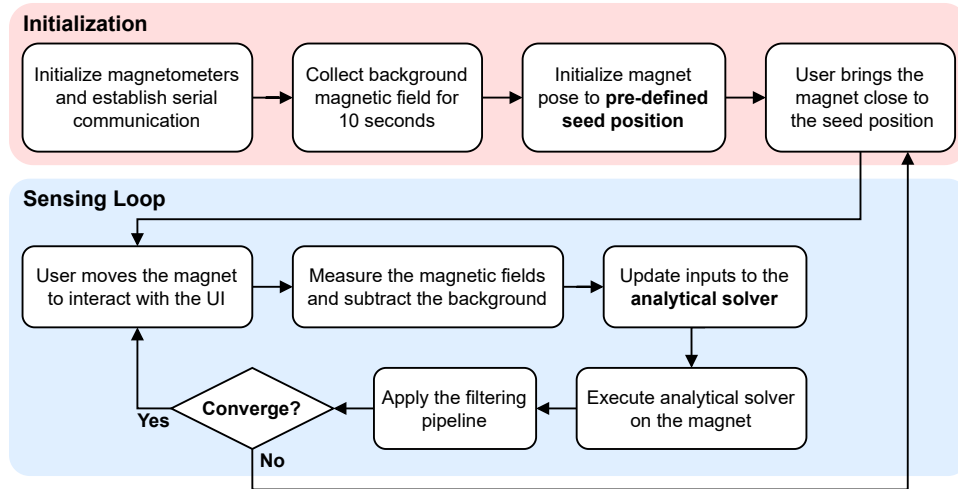 Initialization
Initialize magnetometers
and establish serial
communication
Collect background
magnetic field for
10 seconds
Initialize magnet
pose to pre-defined
seed position
User brings the
magnet close to
the seed position
Sensing Loop
User moves the magnet
to interact with the UI
Measure the magnetic fields
and subtract the background
Update inputs to the
analytical solver
Execute analytical solver
on the magnet
Apply the filtering
pipeline
Converge?
Yes
No